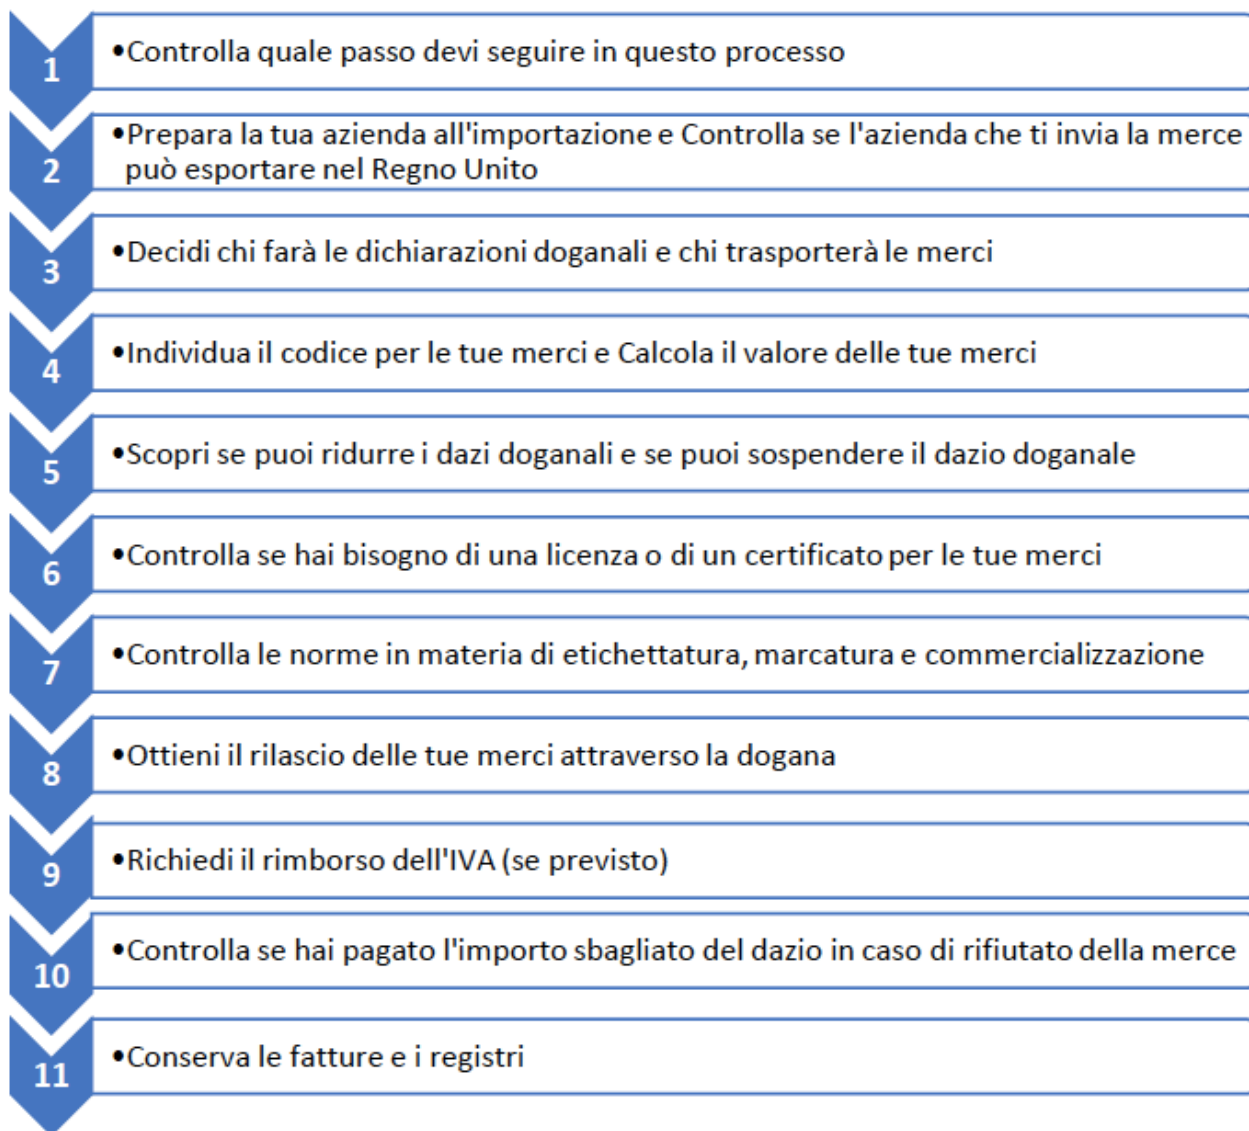 1
•Controlla quale passo devi seguire in questo processo
2
•Prepara la tua azienda all'importazione e Controlla se l'azienda che ti invia la merce
può esportare nel Regno Unito
3
•Decidi chi farà le dichiarazioni doganali e chi trasporterà le merci
4
•Individua il codice per le tue merci e Calcola il valore delle tue merci
5
•Scopri se puoi ridurre i dazi doganali e se puoi sospendere il dazio doganale
6
•Controlla se hai bisogno di una licenza o di un certificato per le tue merci
7
•Controlla le norme in materia di etichettatura, marcatura e commercializzazione
8
•Ottieni il rilascio delle tue merci attraverso la dogana
9
•Richiedi il rimborso dell'IVA (se previsto)
10
•Controlla se hai pagato l'importo sbagliato del dazio in caso di rifiutato della merce
11
•Conserva le fatture e i registri